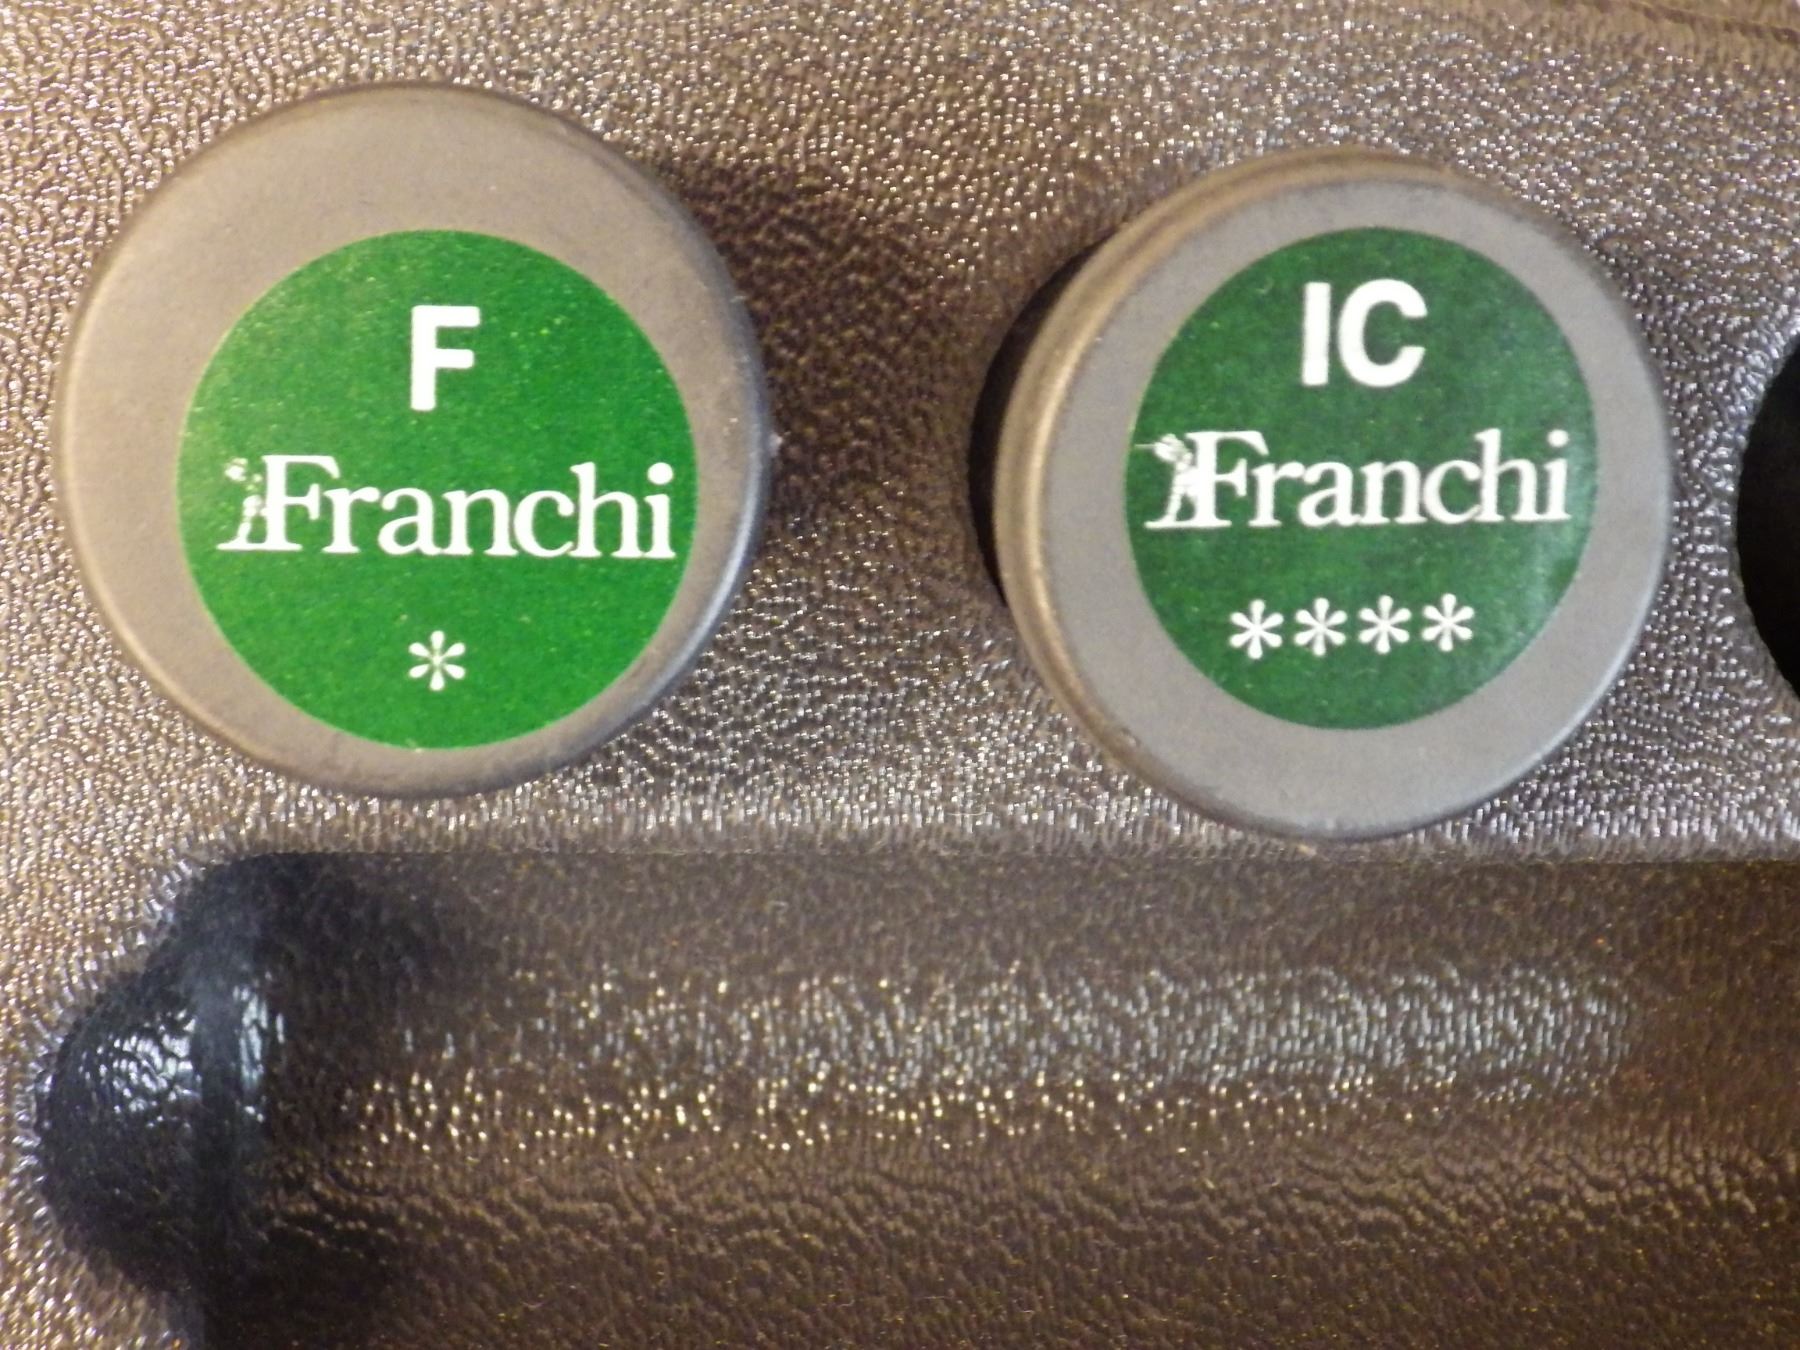 F
Franchi
*
IC
Franchi
****